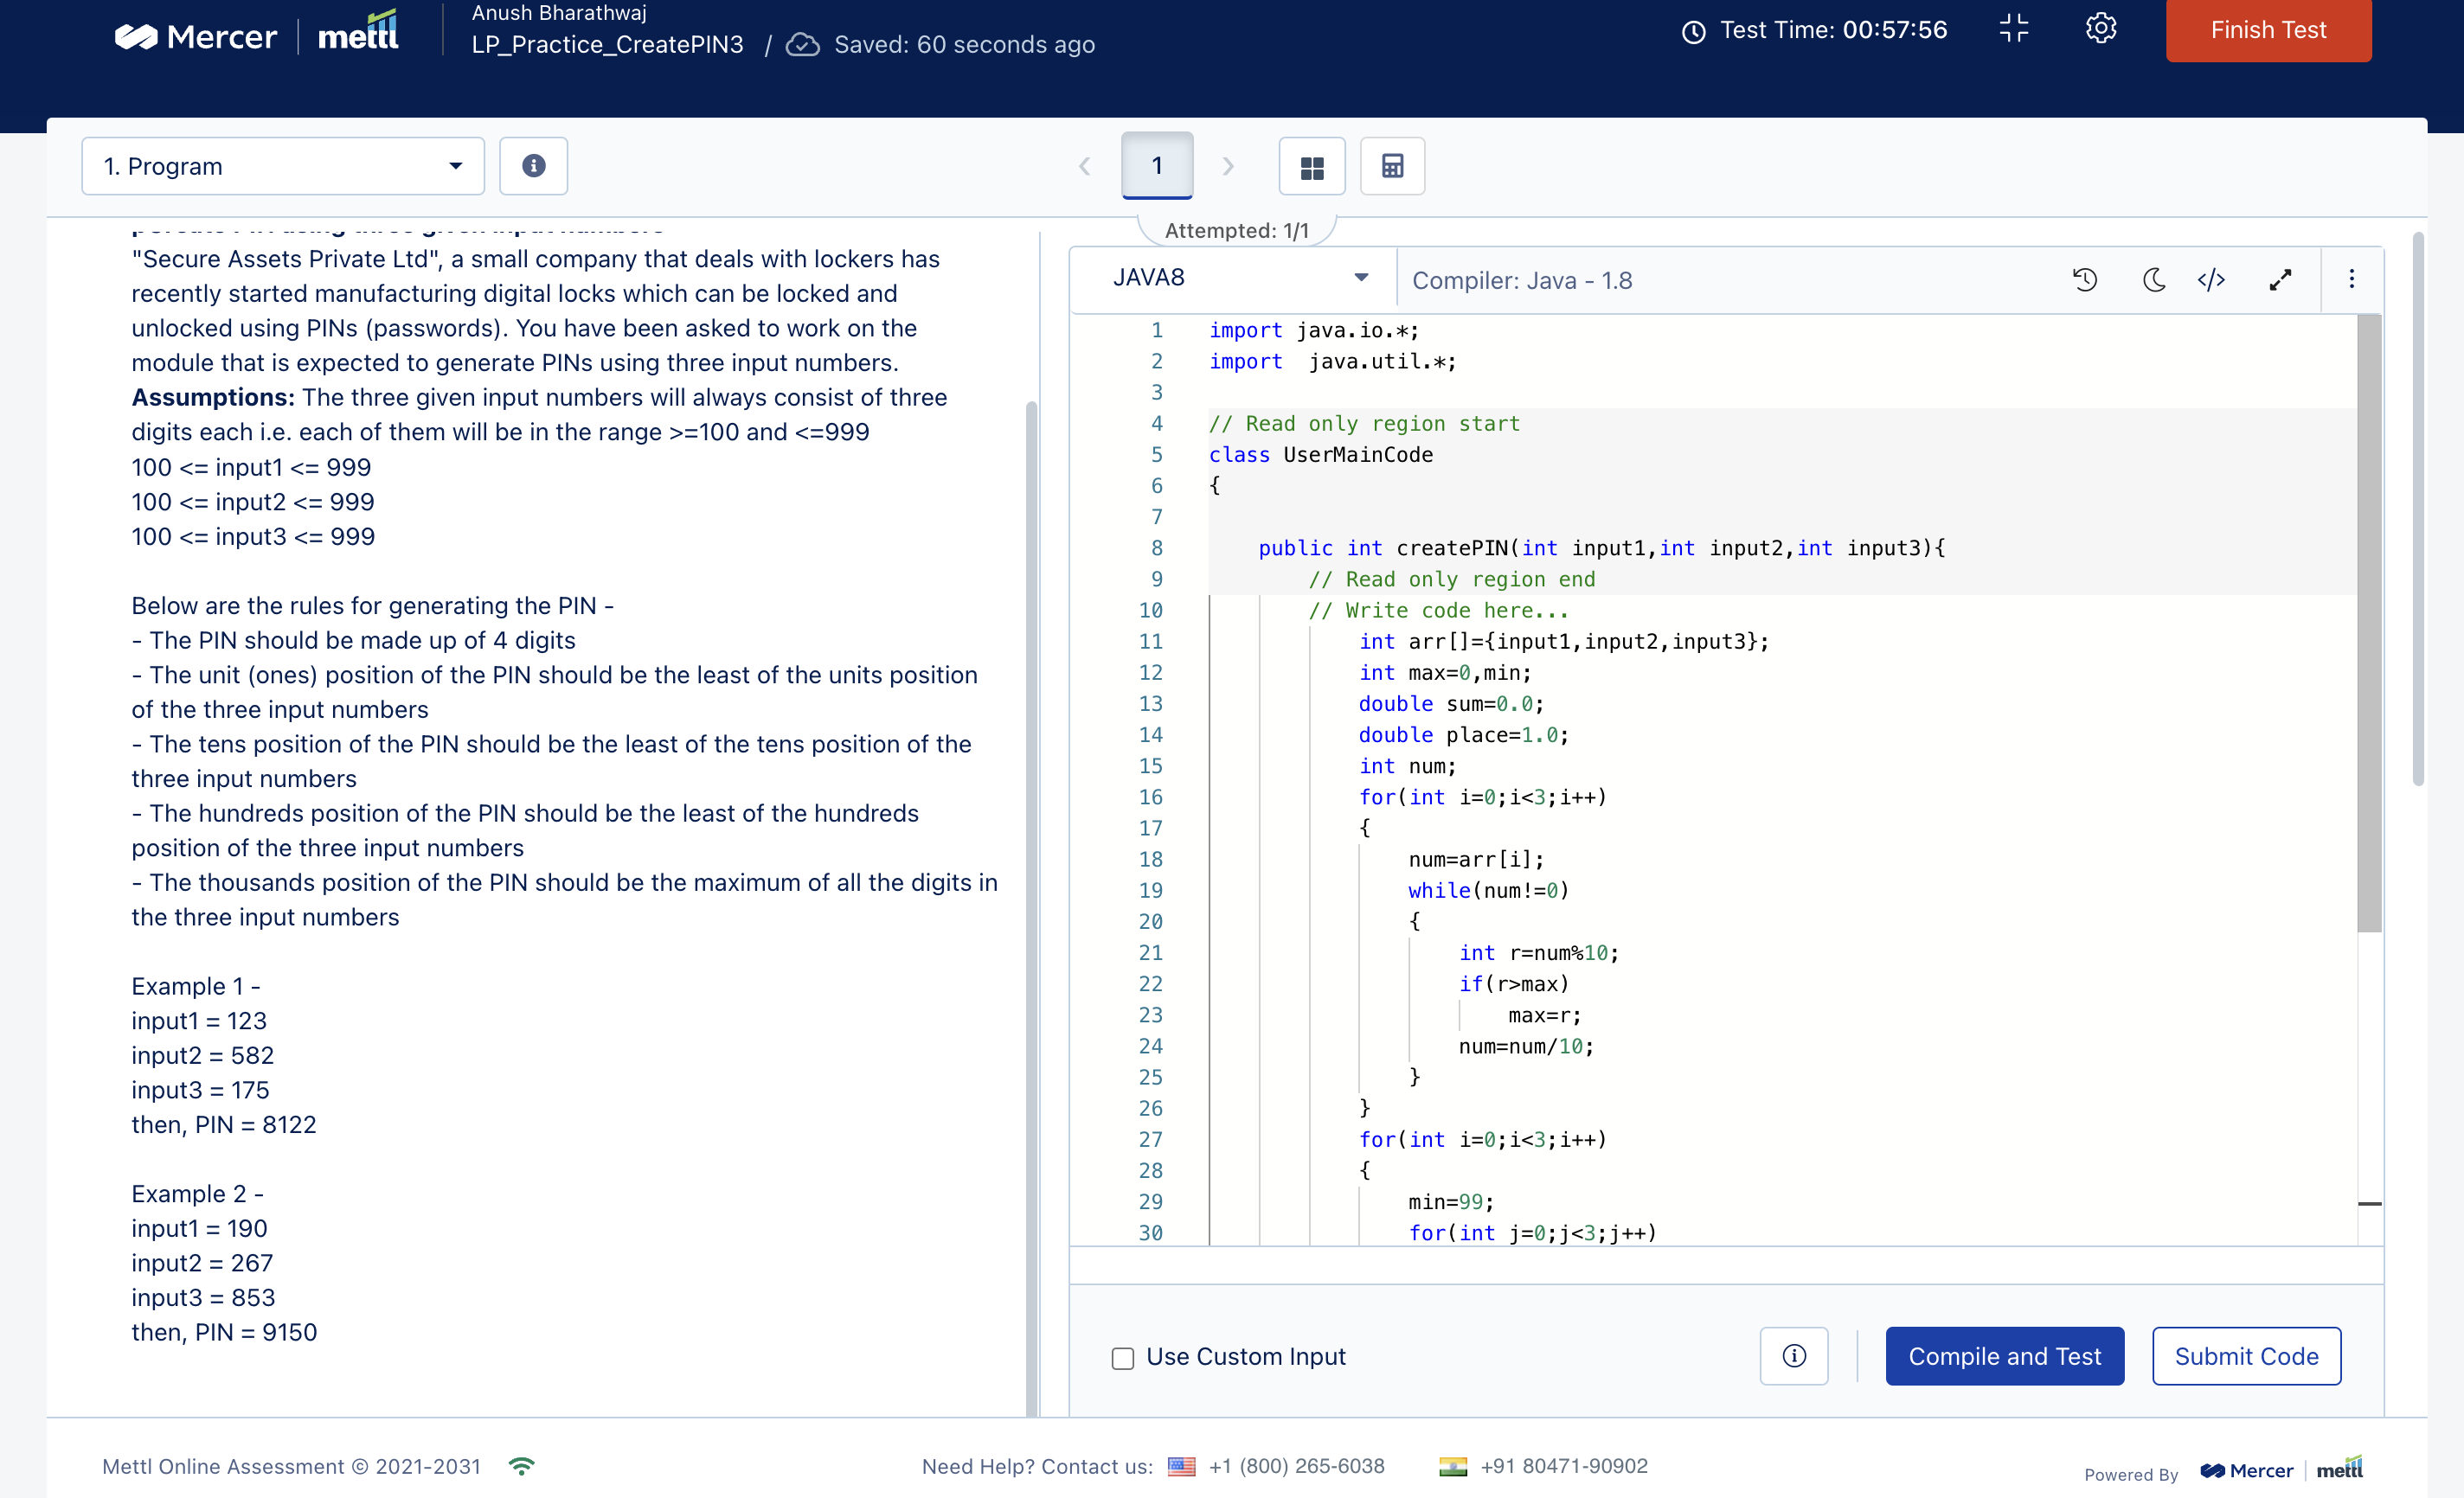 Mercer mettl
Anush Bharathwaj
LP_Practice_CreatePIN3 / Saved: 60 seconds ago
Test Time: 00:57:56
Finish Test
1. Program
1
Attempted: 1/1
"Secure Assets Private Ltd", a small company that deals with lockers has
recently started manufacturing digital locks which can be locked and
unlocked using PINs (passwords). You have been asked to work on the
module that is expected to generate PINs using three input numbers.
Assumptions: The three given input numbers will always consist of three
digits each i.e. each of them will be in the range >=100 and <=999
100 <= input1 <= 999
100 <= input2 <= 999
100 <= input3 <= 999
Below are the rules for generating the PIN -
- The PIN should be made up of 4 digits
- The unit (ones) position of the PIN should be the least of the units position
of the three input numbers
- The tens position of the PIN should be the least of the tens position of the
three input numbers
- The hundreds position of the PIN should be the least of the hundreds
position of the three input numbers
- The thousands position of the PIN should be the maximum of all the digits in
the three input numbers
Example 1 -
input1 = 123
input2 = 582
input3 = 175
then, PIN = 8122
Example 2 -
input1 = 190
input2 = 267
input3 = 853
then, PIN = 9150
JAVA8
Compiler: Java - 1.8
1 import java.io.*;
2 import  java.util.*;
3
4 // Read only region start
5 class UserMainCode
6 {
7
8     public int createPIN(int input1,int input2,int input3){
9         // Read only region end
10         // Write code here...
11             int arr[]={input1,input2,input3};
12             int max=0,min;
13             double sum=0.0;
14             double place=1.0;
15             int num;
16             for(int i=0;i<3;i++)
17             {
18                 num=arr[i];
19                 while(num!=0)
20                 {
21                     int r=num%10;
22                     if(r>max)
23                         max=r;
24                     num=num/10;
25                 }
26             }
27             for(int i=0;i<3;i++)
28             {
29                 min=99;
30                 for(int j=0;j<3;j++)
Use Custom Input
Compile and Test
Submit Code
Mettl Online Assessment © 2021-2031
Need Help? Contact us: +1 (800) 265-6038 +91 80471-90902
Powered By Mercer mettl